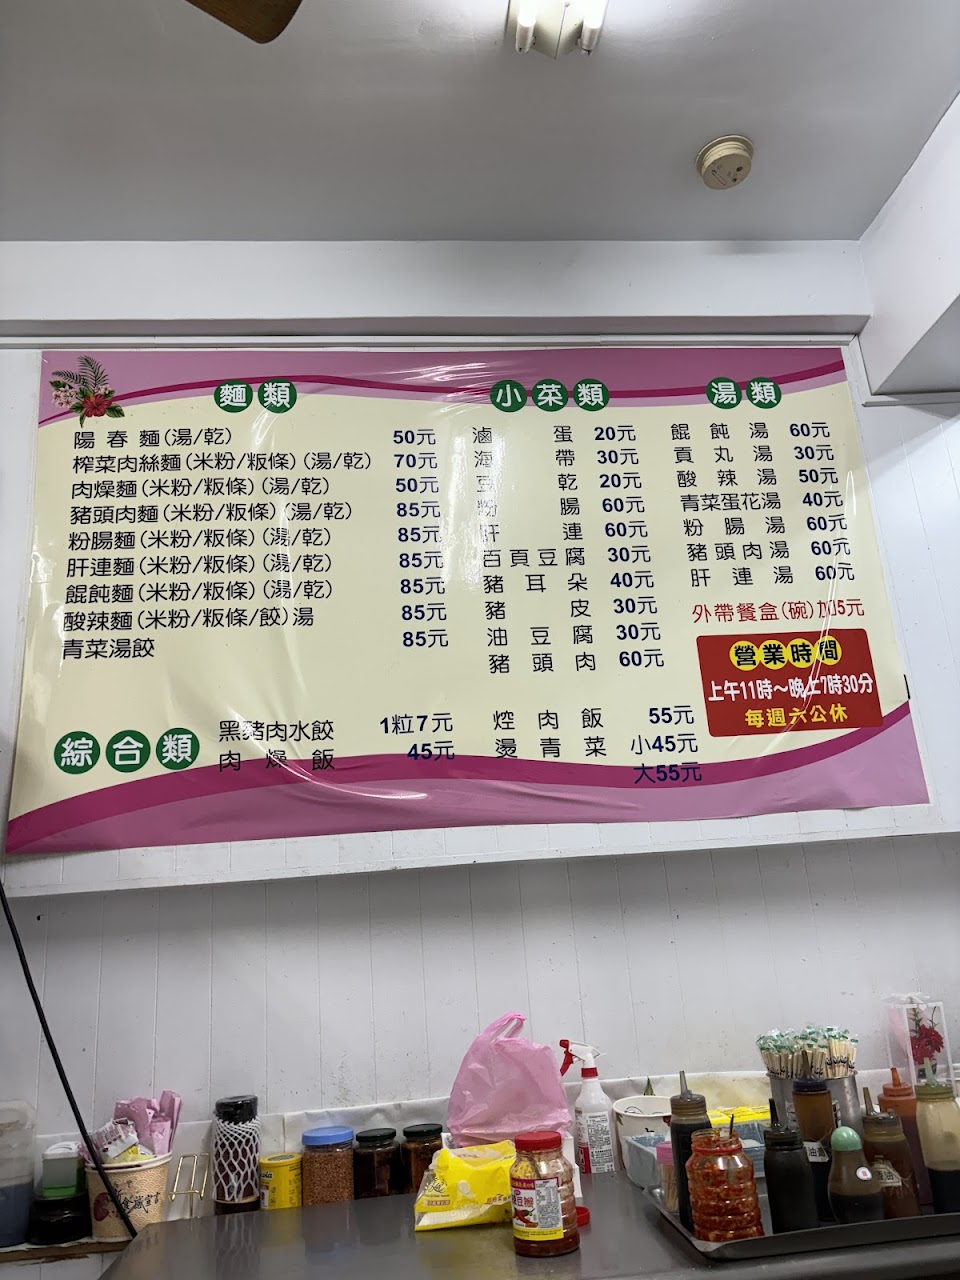 麵類
陽春麵(湯/乾) 50元
榨菜肉絲麵(米粉/粄條)(湯/乾) 70元
肉燥麵(米粉/粄條)(湯/乾) 50元
豬頭肉麵(米粉/粄條)(湯/乾) 85元
粉腸麵(米粉/粄條)(湯/乾) 85元
肝連麵(米粉/粄條)(湯/乾) 85元
餛飩麵(米粉/粄條)(湯/乾) 85元
酸辣麵(米粉/粄條/餃)湯 85元
青菜湯餃 85元
小菜類
滷蛋 20元
海帶 30元
豆乾 20元
粉腸 60元
肝連 60元
百頁豆腐 30元
豬耳朵 40元
豬皮 30元
油豆腐 30元
豬頭肉 60元
湯類
餛飩湯 60元
貢丸湯 30元
酸辣湯 50元
青菜蛋花湯 40元
粉腸湯 60元
豬頭肉湯 60元
肝連湯 60元
外帶餐盒(碗)加5元
營業時間
上午11時～晚上7時30分
每週六公休
綜合類
黑豬肉水餃 1粒7元
肉燥飯 45元
焢肉飯 55元
燙青菜 小45元
大55元